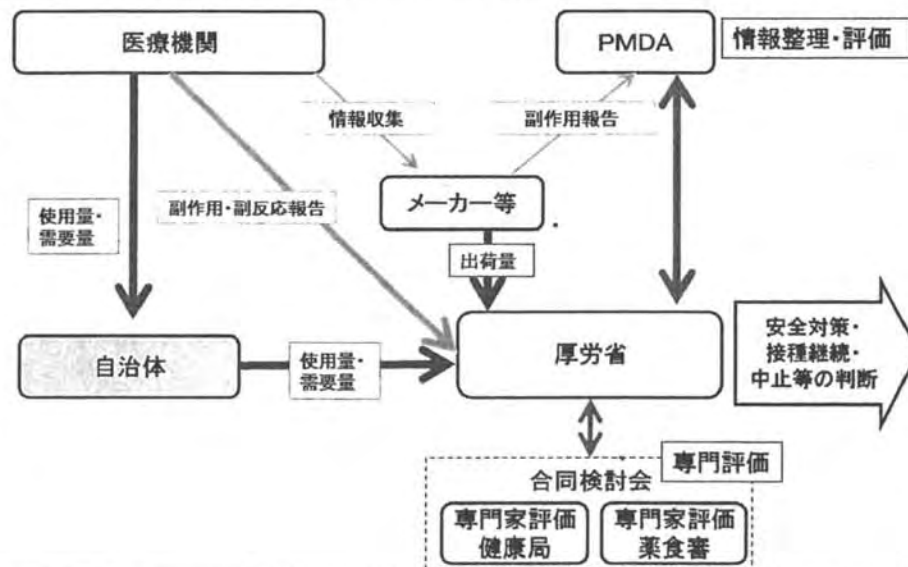 医療機関
PMDA
情報整理・評価
情報収集
副作用報告
メーカー等
使用量・
需要量
副作用・副反応報告
出荷量
自治体
使用量・
需要量
厚労省
安全対策・
接種継続・
中止等の判断
専門評価
合同検討会
専門家評価
健康局
専門家評価
薬食審